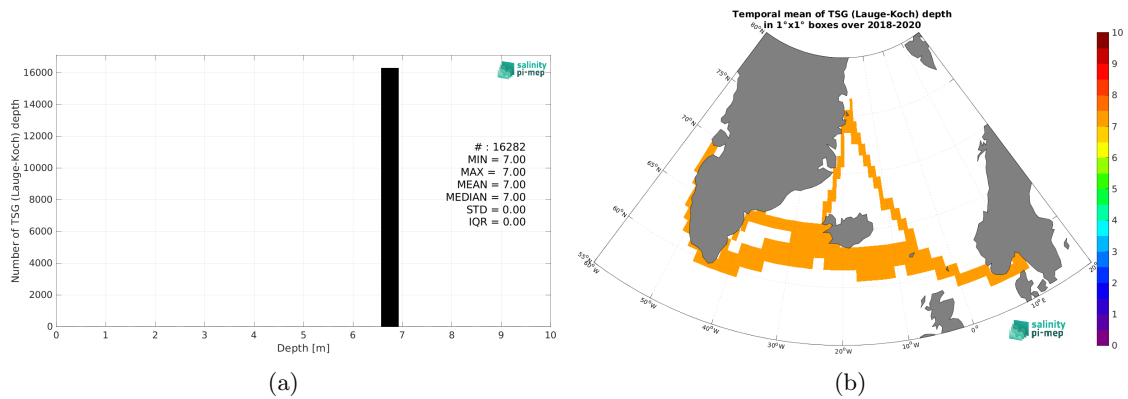 16000
14000
12000
10000
8000
6000
4000
2000
0
Number of TSG (Lauge-Koch) depth
0 1 2 3 4 5 6 7 8 9 10
Depth [m]
salinity
pi-mep
# : 16282
MIN = 7.00
MAX = 7.00
MEAN = 7.00
MEDIAN = 7.00
STD = 0.00
IQR = 0.00
(a)
Temporal mean of TSG (Lauge-Koch) depth
in 1°x1° boxes over 2018-2020
80°N
75°N
70°N
65°N
60°N
55°N
60°W
50°W
40°W
30°W
20°W
10°W
0°
10°E
salinity
pi-mep
10
9
8
7
6
5
4
3
2
1
0
(b)